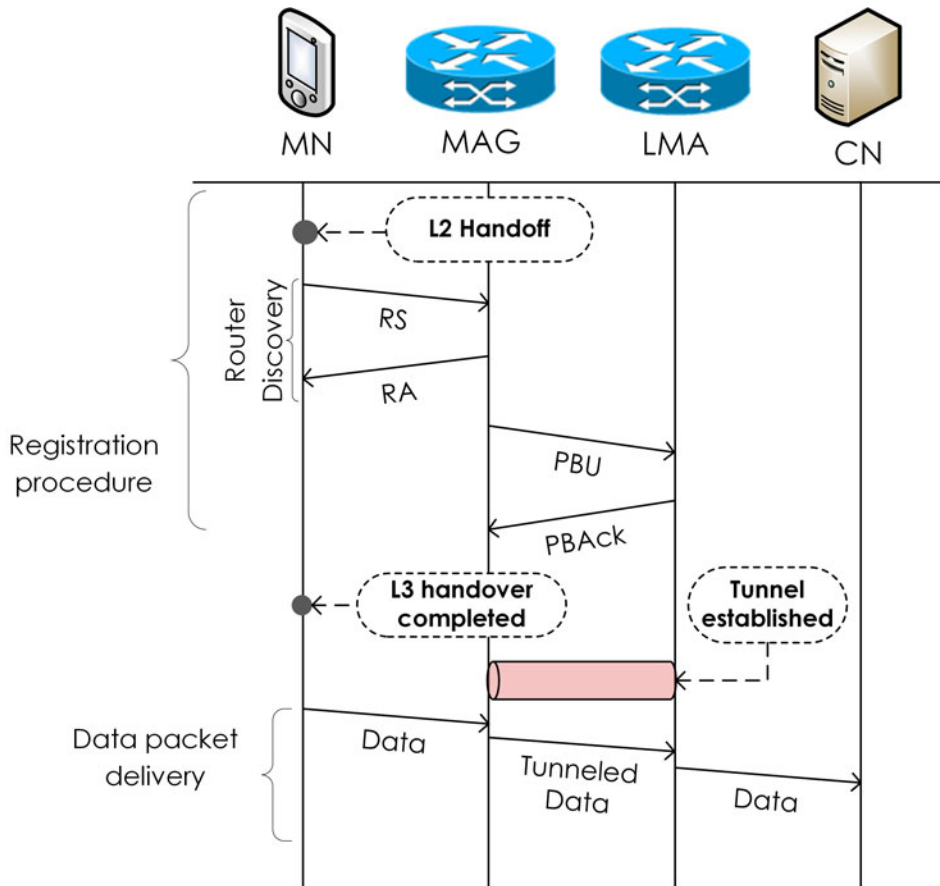 MN
MAG
LMA
CN
L2 Handoff
Router
Discovery
RS
RA
Registration
procedure
PBU
PBAck
L3 handover
completed
Tunnel
established
Data packet
delivery
Data
Tunneled
Data
Data